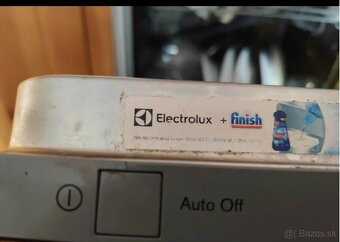 Electrolux + finish
Auto Off
@( Bazos.sk